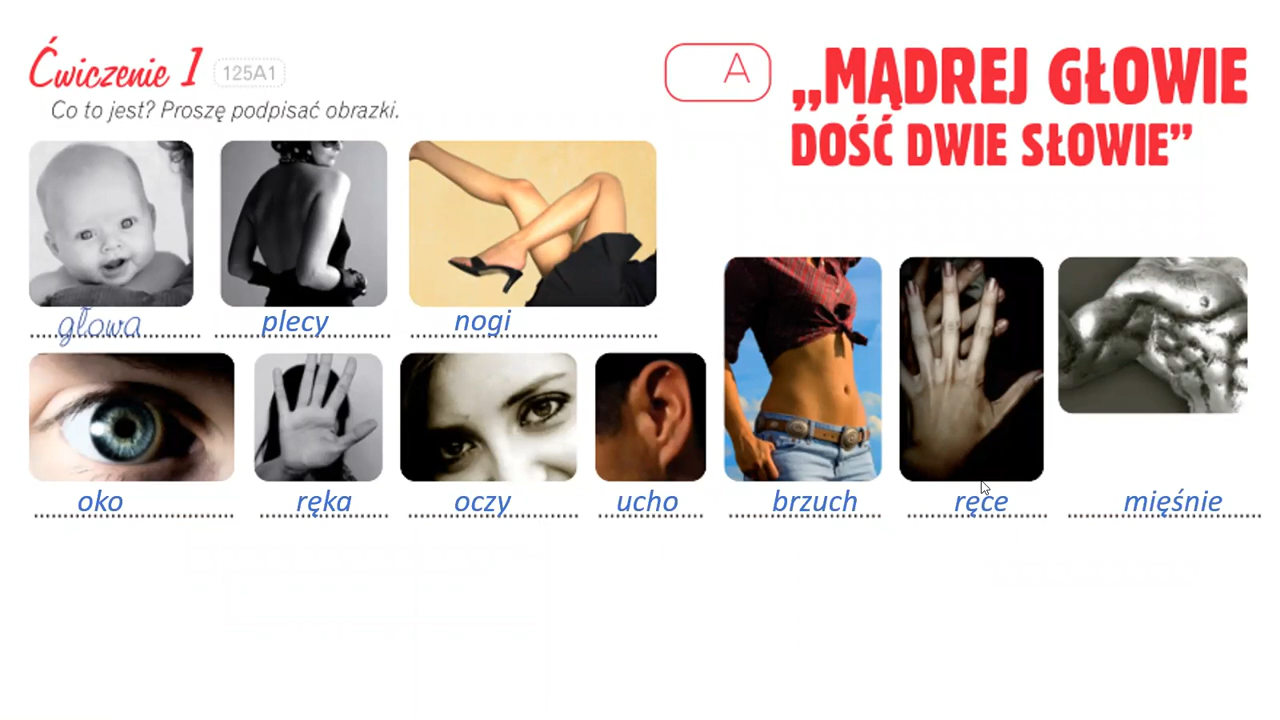 Ćwiczenie 1 125A1
Co to jest? Proszę podpisać obrazki.
A
„MĄDREJ GŁOWIE
DOŚĆ DWIE SŁOWIE”
głowa plecy nogi
oko ręka oczy ucho brzuch ręce mięśnie